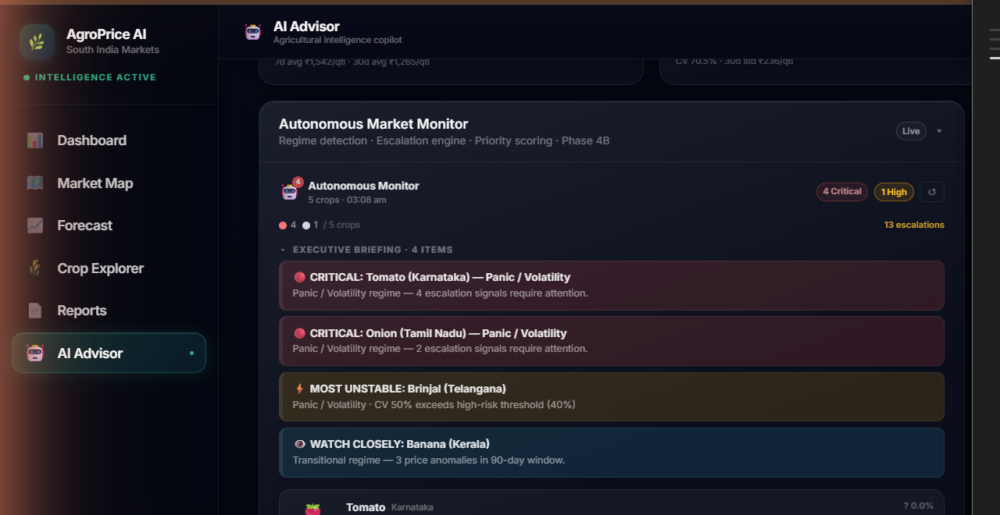 AgroPrice AI
South India Markets
INTELLIGENCE ACTIVE
Dashboard
Market Map
Forecast
Crop Explorer
Reports
AI Advisor
AI Advisor
Agricultural intelligence copilot
7d avg ₹1,542/qtl · 30d avg ₹1,265/qtl
CV 70.5% · 30d std ₹236/qtl
Autonomous Market Monitor
Regime detection · Escalation engine · Priority scoring · Phase 4B
Live
4
Autonomous Monitor
5 crops · 03:08 am
4 Critical
1 High
4 1 / 5 crops
13 escalations
EXECUTIVE BRIEFING · 4 ITEMS
CRITICAL: Tomato (Karnataka) — Panic / Volatility
Panic / Volatility regime — 4 escalation signals require attention.
CRITICAL: Onion (Tamil Nadu) — Panic / Volatility
Panic / Volatility regime — 2 escalation signals require attention.
MOST UNSTABLE: Brinjal (Telangana)
Panic / Volatility · CV 50% exceeds high-risk threshold (40%)
WATCH CLOSELY: Banana (Kerala)
Transitional regime — 3 price anomalies in 90-day window.
Tomato Karnataka
? 0.0%